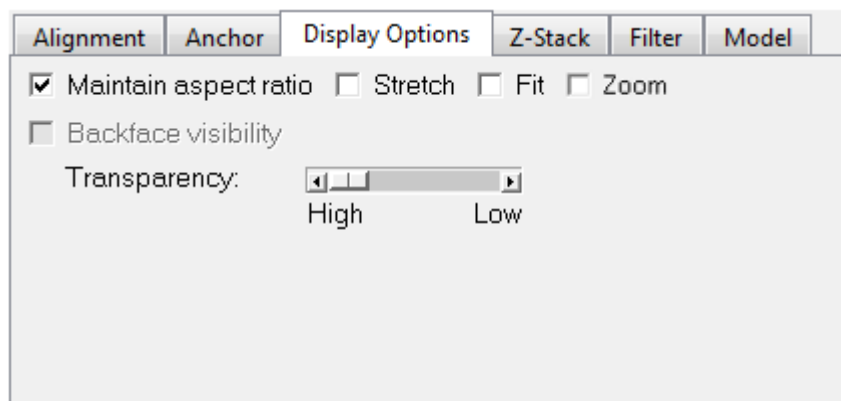 Alignment Anchor Display Options Z-Stack Filter Model
Maintain aspect ratio Stretch Fit Zoom
Backface visibility
Transparency:
High Low